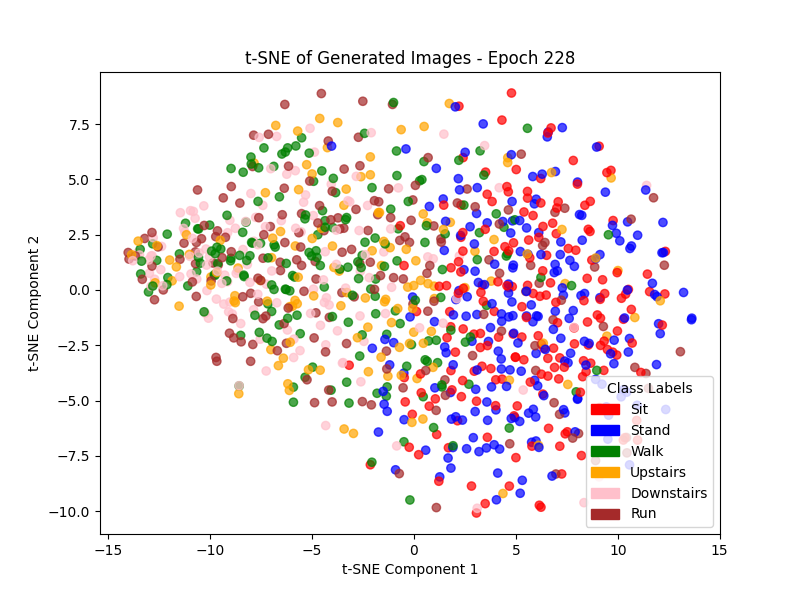 t-SNE of Generated Images - Epoch 228
t-SNE Component 2
7.5
5.0
2.5
0.0
−2.5
−5.0
−7.5
−10.0
Class Labels
Sit
Stand
Walk
Upstairs
Downstairs
Run
−15
−10
−5
0
5
10
15
t-SNE Component 1